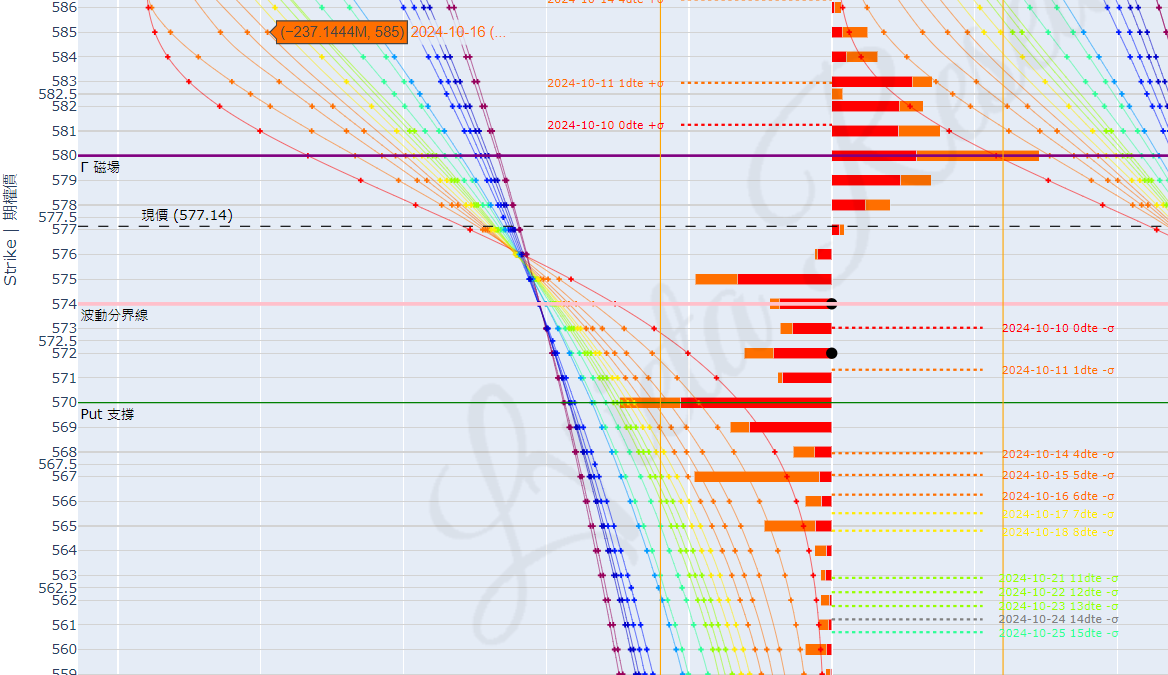 586
2024-10-14 4dte +σ
585
(−237.1444M, 585)
2024-10-16 (...
584
583
2024-10-11 1dte +σ
582.5
582
2024-10-10 0dte +σ
581
580
Γ 磁場
579
578
現價 (577.14)
577.5
577
Strike | 期權價
576
575
574
波動分界線
573
2024-10-10 0dte -σ
572.5
572
2024-10-11 1dte -σ
571
570
Put 支撐
569
568
2024-10-14 4dte -σ
567.5
567
2024-10-15 5dte -σ
2024-10-16 6dte -σ
566
2024-10-17 7dte -σ
565
2024-10-18 8dte -σ
564
563
2024-10-21 11dte -σ
562.5
2024-10-22 12dte -σ
562
2024-10-23 13dte -σ
2024-10-24 14dte -σ
561
2024-10-25 15dte -σ
560
559